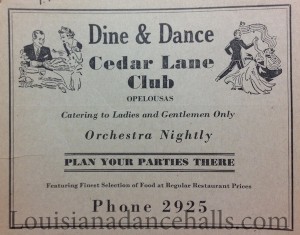 Dine & Dance
Cedar Lane
Club
OPELOUSAS
Catering to Ladies and Gentlemen Only
Orchestra Nightly
PLAN YOUR PARTIES THERE
Featuring Finest Selection of Food at Regular Restaurant Prices
Phone 2925
Louisianadancehalls.com